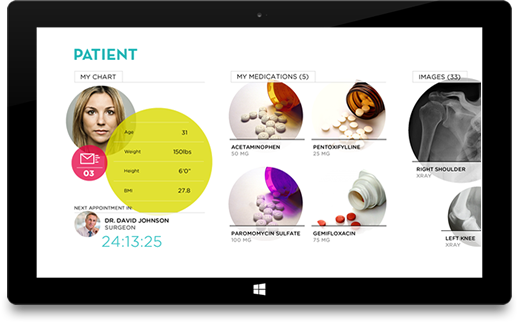 PATIENT
MY CHART
Age 31
Weight 150lbs
Height 6'0"
BMI 27.8
03
NEXT APPOINTMENT IN
DR. DAVID JOHNSON
SURGEON
24:13:25
MY MEDICATIONS (5)
ACETAMINOPHEN
50 MG
PENTOXIFYLLINE
25 MG
PAROMOMYCIN SULFATE
100 MG
GEMIFLOXACIN
75 MG
IMAGES (33)
RIGHT SHOULDER
XRAY
LEFT KNEE
XRAY